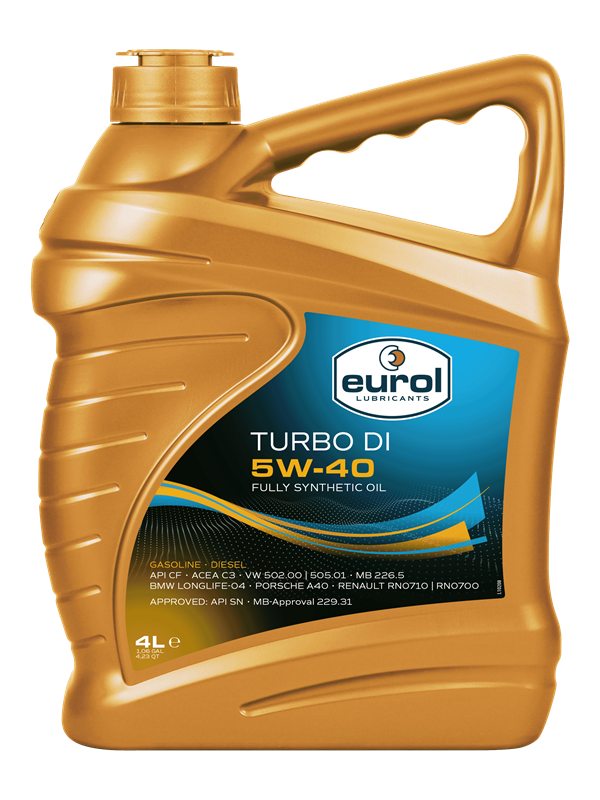 eurol
LUBRICANTS
TURBO DI
5W-40
FULLY SYNTHETIC OIL
GASOLINE • DIESEL
API CF • ACEA C3 • VW 502.00 | 505.01 • MB 226.5
BMW LONGLIFE-04 • PORSCHE A40 • RENAULT RN0710 | RN0700
APPROVED: API SN • MB-Approval 229.31
4L e
1.06 GAL
4.23 QT